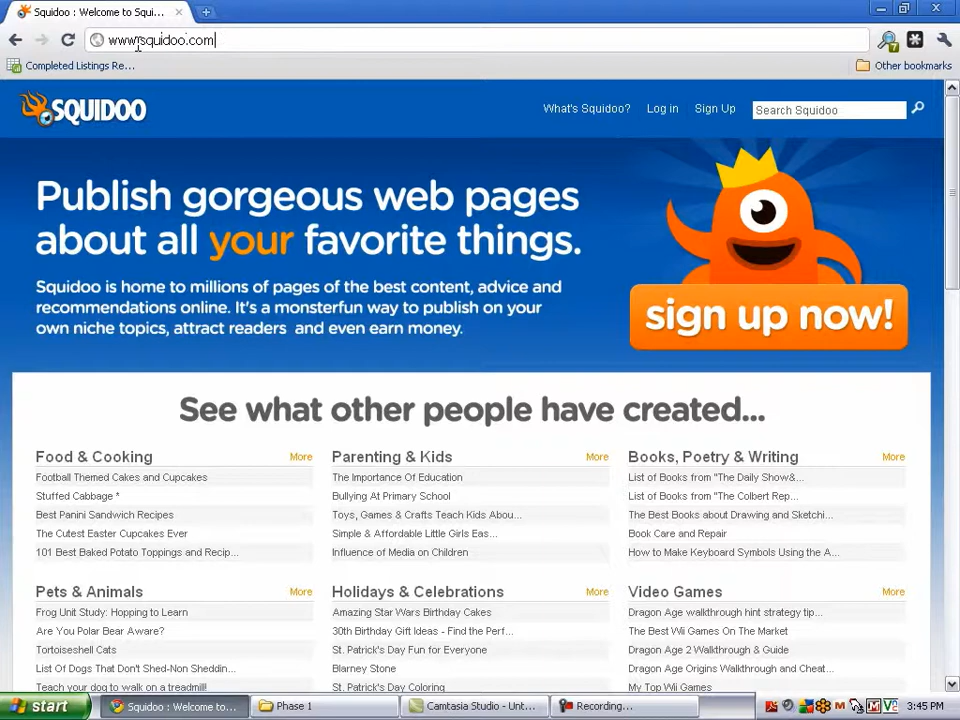 Squidoo : Welcome to Squi...
www.squidoo.com
Completed Listings Re...
Other bookmarks
SQUIDOO
What's Squidoo?
Log in
Sign Up
Search Squidoo
Publish gorgeous web pages
about all your favorite things.
Squidoo is home to millions of pages of the best content, advice and
recommendations online. It's a monsterful way to publish on your
own niche topics, attract readers and even earn money.
sign up now!
See what other people have created...
Food & Cooking
More
Football Themed Cakes and Cupcakes
Stuffed Cabbage *
Best Panini Sandwich Recipes
The Cutest Easter Cupcakes Ever
101 Best Baked Potato Toppings and Recip...
Parenting & Kids
More
The Importance Of Education
Bullying At Primary School
Toys, Games & Crafts Teach Kids Abou...
Simple & Affordable Little Girls Eas...
Influence of Media on Children
Books, Poetry & Writing
More
List of Books from "The Daily Show&...
List of Books from "The Colbert Rep...
The Best Books about Drawing and Sketchi...
Book Care and Repair
How to Make Keyboard Symbols Using the A...
Pets & Animals
More
Frog Unit Study: Hopping to Learn
Are You Polar Bear Aware?
Tortoiseshell Cats
List Of Dogs That Don't Shed-Non Sheddin...
Teach your dog to walk on a treadmill!
Holidays & Celebrations
More
Amazing Star Wars Birthday Cakes
30th Birthday Gift Ideas - Find the Perf...
St. Patrick's Day Fun for Everyone
Blarney Stone
St. Patrick's Day Coloring
Video Games
More
Dragon Age walkthrough hint strategy tip...
The Best Wii Games On The Market
Dragon Age 2 Walkthrough & Guide
Dragon Age Origins Walkthrough and Cheat...
My Top Wii Games
start
Squidoo : Welcome to...
Phase 1
Camtasia Studio - Unt...
Recording...
3:45 PM